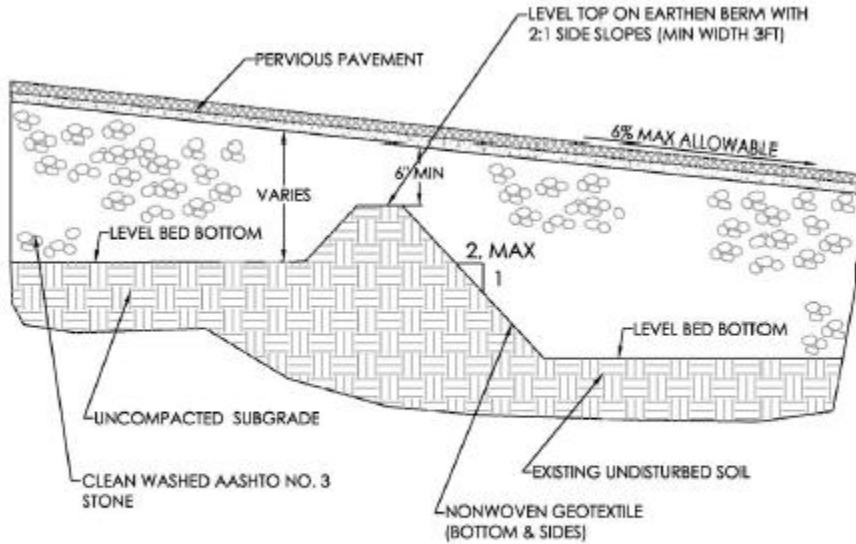 LEVEL TOP ON EARTHEN BERM WITH
2:1 SIDE SLOPES (MIN WIDTH 3FT)
PERVIOUS PAVEMENT
6% MAX ALLOWABLE
6" MIN
VARIES
LEVEL BED BOTTOM
2, MAX
1
LEVEL BED BOTTOM
UNCOMPACTED SUBGRADE
EXISTING UNDISTURBED SOIL
CLEAN WASHED AASHTO NO. 3
STONE
NONWOVEN GEOTEXTILE
(BOTTOM & SIDES)